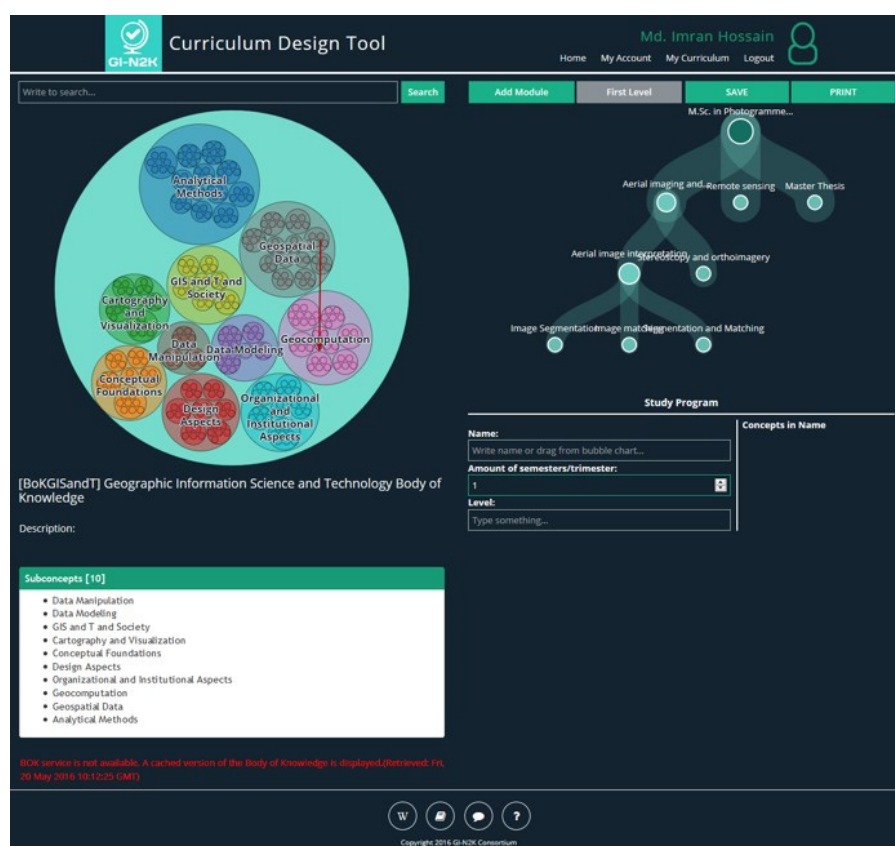 GI-N2K
Curriculum Design Tool
Md. Imran Hossain
Home My Account My Curriculum Logout
Write to search...
Search
Add Module
First Level
SAVE
PRINT
M.Sc. in Photogramme...
Aerial imaging and...
Remote sensing
Master Thesis
Aerial image interpretation
Stereoscopy and orthoimagery
Image Segmentation
Image matching
Segmentation and Matching
Analytical
Methods
Geospatial
Data
GIS and T and
Society
Cartography
and
Visualization
Data
Manipulation
Data Modeling
Geocomputation
Conceptual
Foundations
Design
Aspects
Organizational
and
Institutional
Aspects
[BoKGISandT] Geographic Information Science and Technology Body of
Knowledge
Description:
Subconcepts [10]
Data Manipulation
Data Modeling
GIS and T and Society
Cartography and Visualization
Conceptual Foundations
Design Aspects
Organizational and Institutional Aspects
Geocomputation
Geospatial Data
Analytical Methods
BOK service is not available. A cached version of the Body of Knowledge is displayed.(Retrieved: Fri,
20 May 2016 10:12:25 GMT)
Study Program
Name:
Write name or drag from bubble chart...
Amount of semesters/trimester:
1
Level:
Type something...
Concepts in Name
W
?
Copyright 2016 GI-N2K Consortium